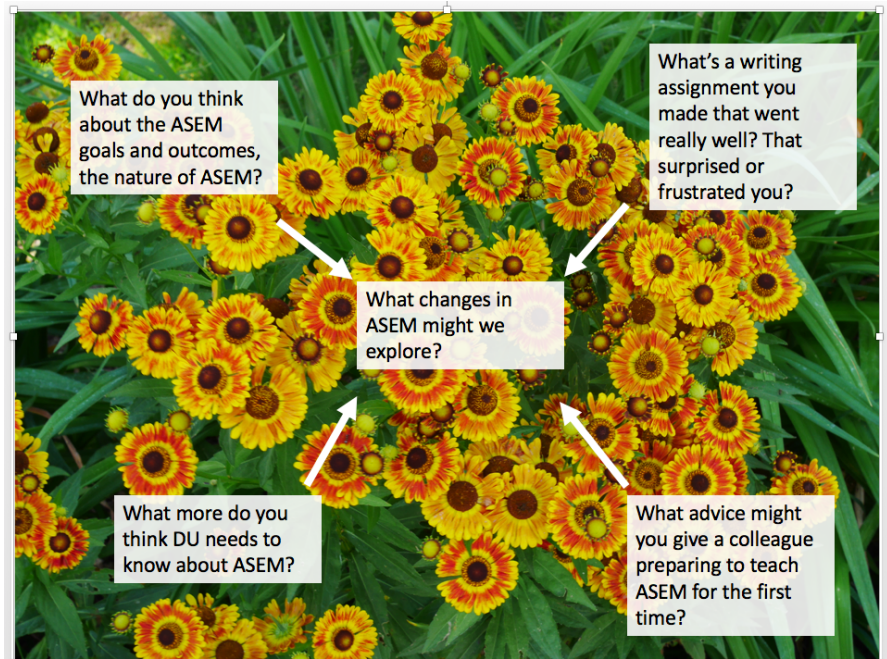 What do you think
about the ASEM
goals and outcomes,
the nature of ASEM?
What's a writing
assignment you
made that went
really well? That
surprised or
frustrated you?
What changes in
ASEM might we
explore?
What more do you
think DU needs to
know about ASEM?
What advice might
you give a colleague
preparing to teach
ASEM for the first
time?